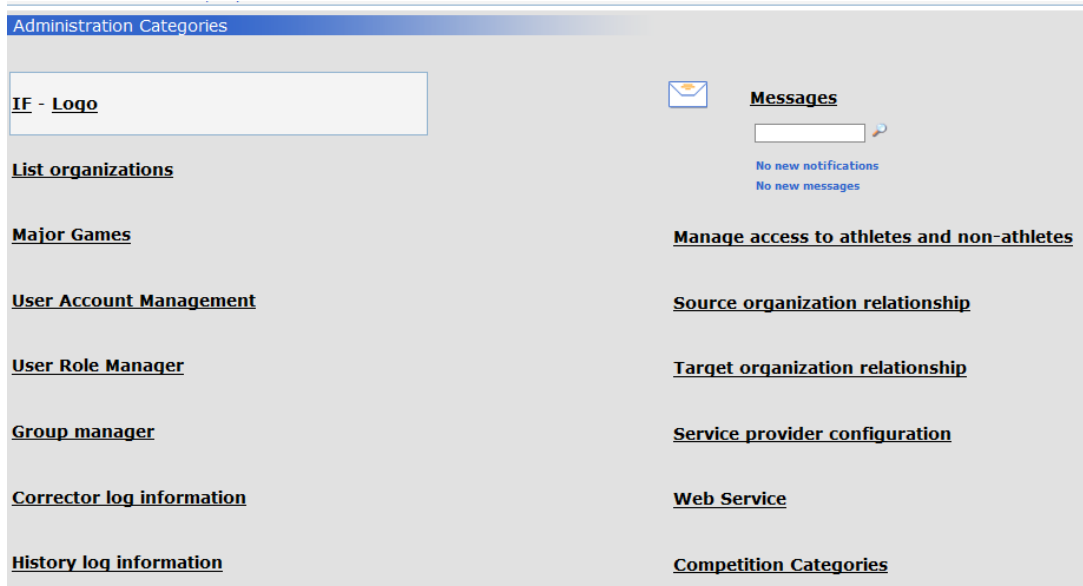 Administration Categories
IF - Logo
List organizations
Major Games
User Account Management
User Role Manager
Group manager
Corrector log information
History log information
Messages
No new notifications
No new messages
Manage access to athletes and non-athletes
Source organization relationship
Target organization relationship
Service provider configuration
Web Service
Competition Categories